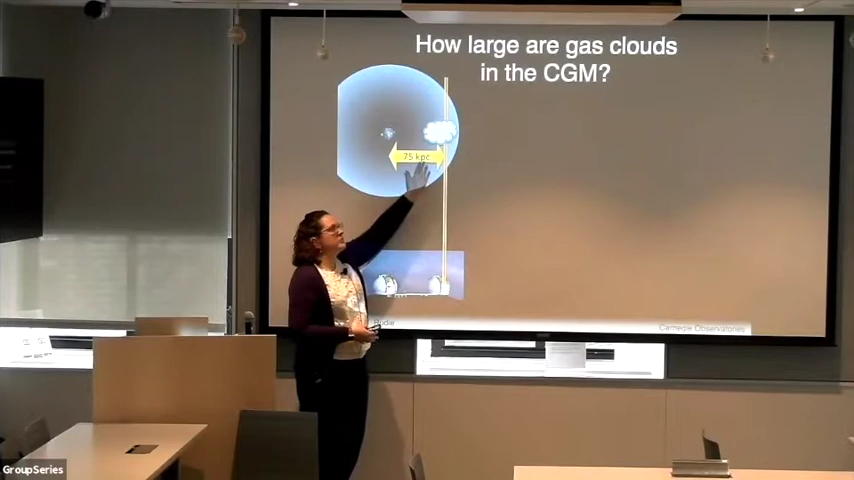 How large are gas clouds
in the CGM?
75 kpc
Carnegie Observatories
GroupSeries